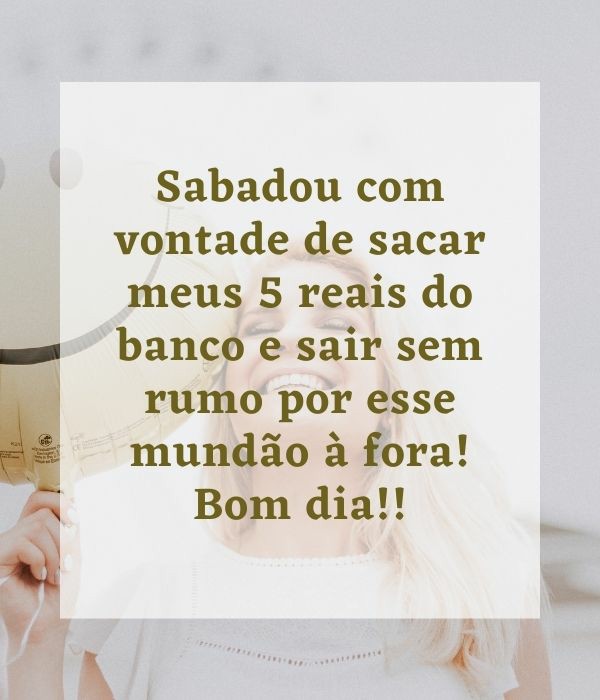 Sabadou com
vontade de sacar
meus 5 reais do
banco e sair sem
rumo por esse
mundão à fora!
Bom dia!!